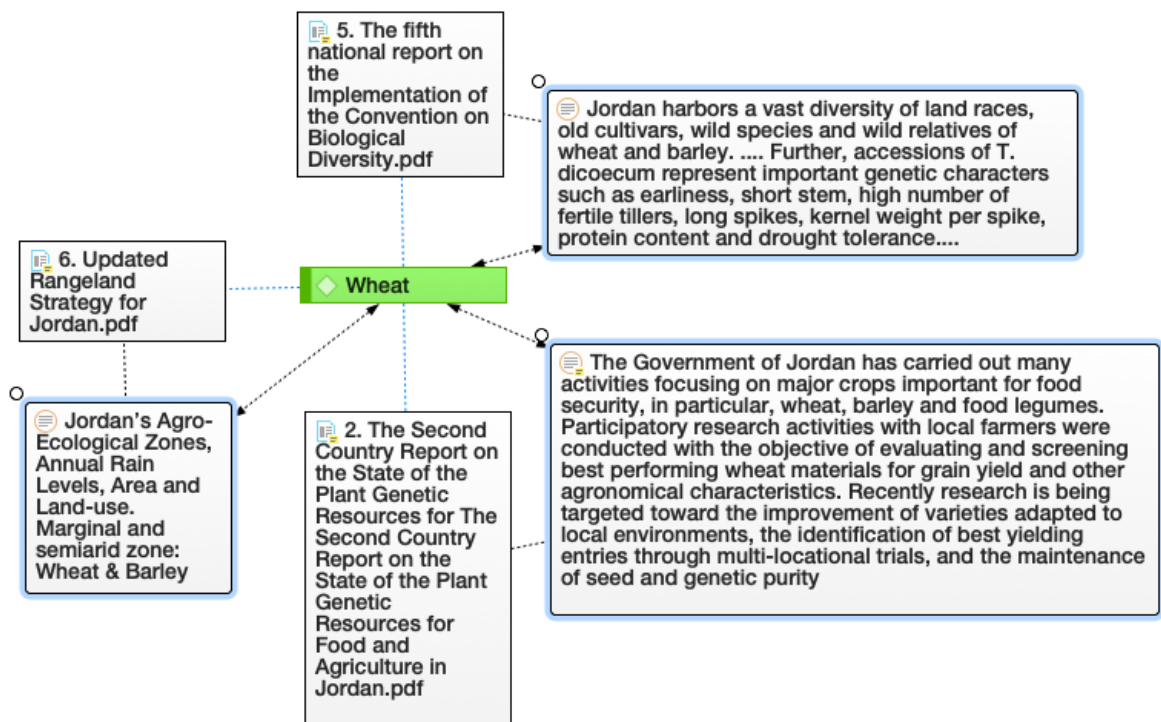 5. The fifth
national report on
the
Implementation of
the Convention on
Biological
Diversity.pdf
Jordan harbors a vast diversity of land races,
old cultivars, wild species and wild relatives of
wheat and barley. .... Further, accessions of T.
dicoecum represent important genetic characters
such as earliness, short stem, high number of
fertile tillers, long spikes, kernel weight per spike,
protein content and drought tolerance....
6. Updated
Rangeland
Strategy for
Jordan.pdf
Wheat
The Government of Jordan has carried out many
activities focusing on major crops important for food
security, in particular, wheat, barley and food legumes.
Participatory research activities with local farmers were
conducted with the objective of evaluating and screening
best performing wheat materials for grain yield and other
agronomical characteristics. Recently research is being
targeted toward the improvement of varieties adapted to
local environments, the identification of best yielding
entries through multi-locational trials, and the maintenance
of seed and genetic purity
Jordan’s Agro-
Ecological Zones,
Annual Rain
Levels, Area and
Land-use.
Marginal and
semiarid zone:
Wheat & Barley
2. The Second
Country Report on
the State of the
Plant Genetic
Resources for The
Second Country
Report on the
State of the Plant
Genetic
Resources for
Food and
Agriculture in
Jordan.pdf